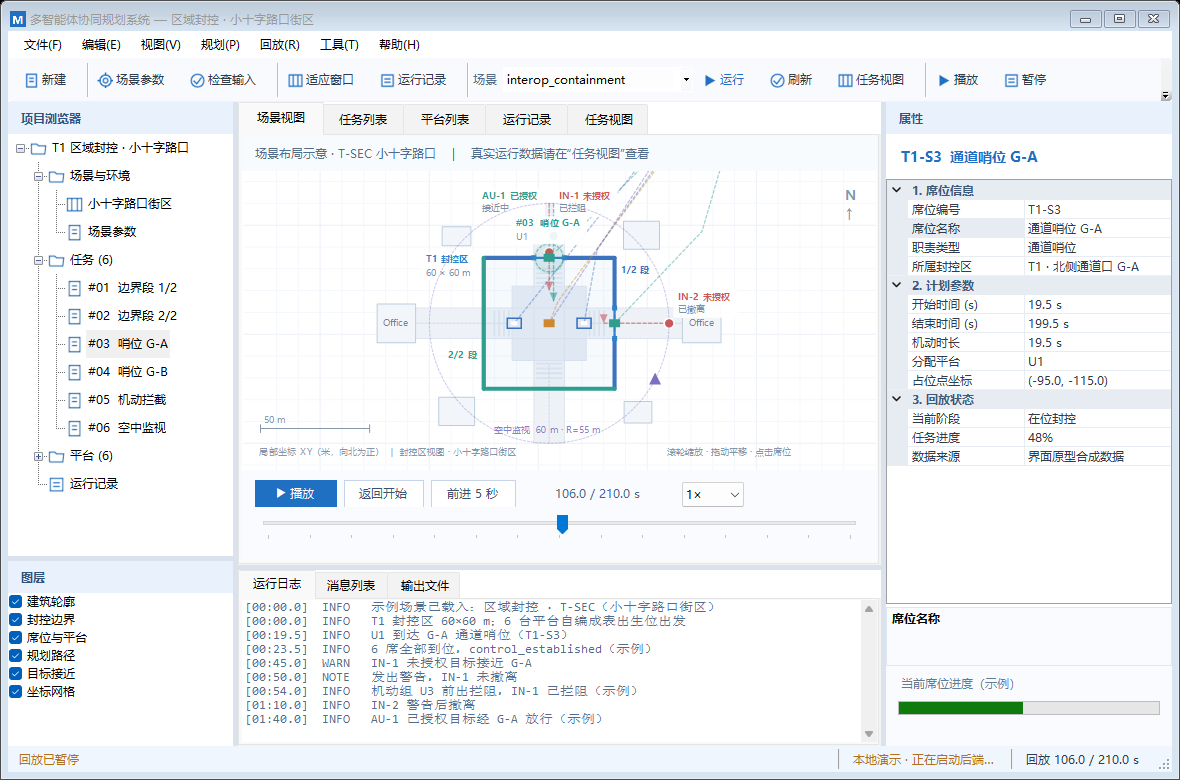 M 多智能体协同规划系统 — 区域封控 · 小十字路口街区
文件(F) 编辑(E) 视图(V) 规划(P) 回放(R) 工具(T) 帮助(H)
新建 场景参数 检查输入 适应窗口 运行记录 场景 interop_containment 运行 刷新 任务视图 播放 暂停
项目浏览器
T1 区域封控 · 小十字路口
场景与环境
小十字路口街区
场景参数
任务 (6)
#01 边界段 1/2
#02 边界段 2/2
#03 哨位 G-A
#04 哨位 G-B
#05 机动拦截
#06 空中监视
平台 (6)
运行记录
图层
建筑轮廓
封控边界
席位与平台
规划路径
目标接近
坐标网格
场景视图 任务列表 平台列表 运行记录 任务视图
场景布局示意 · T-SEC 小十字路口 | 真实运行数据请在“任务视图”查看
AU-1 已授权
接近中
IN-1 未授权
已拦阻
#03 哨位 G-A
U1
N
↑
T1 封控区
60 × 60 m
1/2 段
IN-2 未授权
已撤离
Office
Office
2/2 段
50 m
空中监视 60 m · R=55 m
局部坐标 XY（米，向北为正） | 封控区视图 · 小十字路口街区
滚轮缩放 · 拖动平移 · 点击席位
播放 返回开始 前进 5 秒 106.0 / 210.0 s 1×
运行日志 消息列表 输出文件
[00:00.0] INFO 示例场景已载入: 区域封控 · T-SEC（小十字路口街区）
[00:00.0] INFO T1 封控区 60×60 m; 6 台平台自编成表出生位出发
[00:19.5] INFO U1 到达 G-A 通道哨位（T1-S3）
[00:23.5] INFO 6 席全部到位, control_established（示例）
[00:45.0] WARN IN-1 未授权目标接近 G-A
[00:50.0] NOTE 发出警告, IN-1 未撤离
[00:54.0] INFO 机动组 U3 前出拦阻, IN-1 已拦阻（示例）
[01:10.0] INFO IN-2 警告后撤离
[01:40.0] INFO AU-1 已授权目标经 G-A 放行（示例）
属性
T1-S3 通道哨位 G-A
1. 席位信息
席位编号 T1-S3
席位名称 通道哨位 G-A
职责类型 通道哨位
所属封控区 T1 · 北侧通道口 G-A
2. 计划参数
开始时间 (s) 19.5 s
结束时间 (s) 199.5 s
机动时长 19.5 s
分配平台 U1
占位点坐标 (-95.0, -115.0)
3. 回放状态
当前阶段 在位封控
任务进度 48%
数据来源 界面原型合成数据
席位名称
当前席位进度（示例）
回放已暂停
本地演示 · 正在启动后端...
回放 106.0 / 210.0 s